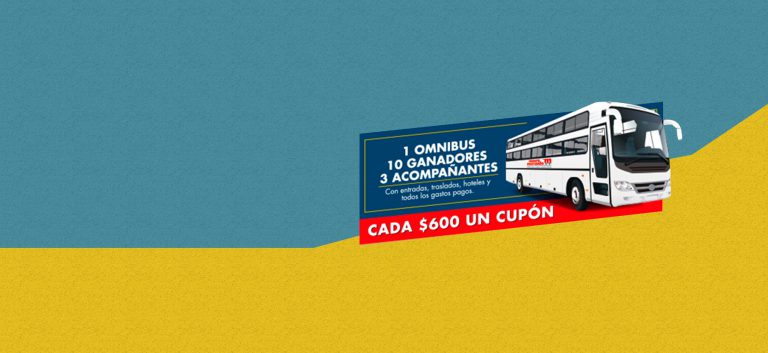 1 OMNIBUS
10 GANADORES
3 ACOMPAÑANTES
Con entradas, traslados, hoteles y
todos los gastos pagos.
CADA $600 UN CUPÓN